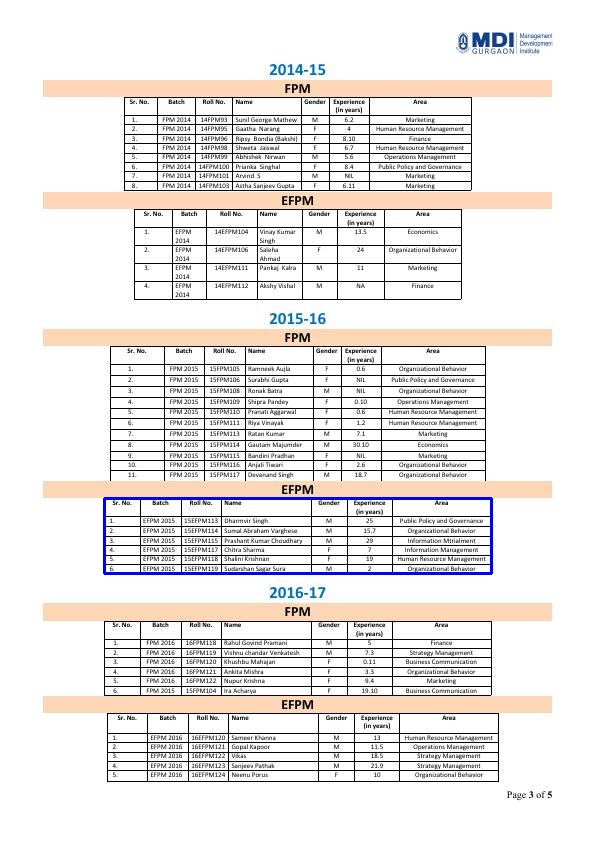 MDI Management
Development
GURGAON Institute
2014-15
FPM
Sr. No. Batch Roll No. Name Gender Experience (in years) Area
1. FPM 2014 14FPM93 Sunil George Mathew M 6.2 Marketing
2. FPM 2014 14FPM95 Gaatha Narang F 4 Human Resource Management
3. FPM 2014 14FPM96 Ripsy Bondia (Bakshi) F 8.10 Finance
4. FPM 2014 14FPM98 Shweta Jaiswal F 6.7 Human Resource Management
5. FPM 2014 14FPM99 Abhishek Nirwan M 5.6 Operations Management
6. FPM 2014 14FPM100 Prianka Singhal F 8.4 Public Policy and Governance
7. FPM 2014 14FPM101 Arvind S M NIL Marketing
8. FPM 2014 14FPM103 Astha Sanjeev Gupta F 6.11 Marketing
EFPM
Sr. No. Batch Roll No. Name Gender Experience (in years) Area
1. EFPM 2014 14EFPM104 Vinay Kumar Singh M 13.5 Economics
2. EFPM 2014 14EFPM106 Saleha Ahmad F 24 Organizational Behavior
3. EFPM 2014 14EFPM111 Pankaj Kalra M 11 Marketing
4. EFPM 2014 14EFPM112 Akshy Vishal M NA Finance
2015-16
FPM
Sr. No. Batch Roll No. Name Gender Experience (in years) Area
1. FPM 2015 15FPM105 Ramneek Aujla F 0.6 Organizational Behavior
2. FPM 2015 15FPM106 Surabhi Gupta F NIL Public Policy and Governance
3. FPM 2015 15FPM108 Ronak Batra M NIL Organizational Behavior
4. FPM 2015 15FPM109 Shipra Pandey F 0.10 Operations Management
5. FPM 2015 15FPM110 Pranati Aggarwal F 0.6 Human Resource Management
6. FPM 2015 15FPM111 Riya Vinayak F 1.2 Human Resource Management
7. FPM 2015 15FPM113 Ratan Kumar M 7.1 Marketing
8. FPM 2015 15FPM114 Gautam Majumder M 30.10 Economics
9. FPM 2015 15FPM115 Bandini Pradhan F NIL Marketing
10. FPM 2015 15FPM116 Anjali Tiwari F 2.6 Organizational Behavior
11. FPM 2015 15FPM117 Devanand Singh M 18.7 Organizational Behavior
EFPM
Sr. No. Batch Roll No. Name Gender Experience (in years) Area
1. EFPM 2015 15EFPM113 Dharmvir Singh M 25 Public Policy and Governance
2. EFPM 2015 15EFPM114 Sumal Abraham Varghese M 15.7 Organizational Behavior
3. EFPM 2015 15EFPM115 Prashant Kumar Choudhary M 29 Information Mtrialment
4. EFPM 2015 15EFPM117 Chitra Sharma F 7 Information Management
5. EFPM 2015 15EFPM118 Shalini Krishnan F 19 Human Resource Management
6. EFPM 2015 15EFPM119 Sudarshan Sagar Sura M 2 Organizational Behavior
2016-17
FPM
Sr. No. Batch Roll No. Name Gender Experience (in years) Area
1. FPM 2016 16FPM118 Rahul Govind Pramani M 5 Finance
2. FPM 2016 16FPM119 Vishnu chandar Venkatesh M 7.3 Strategy Management
3. FPM 2016 16FPM120 Khushbu Mahajan F 0.11 Business Communication
4. FPM 2016 16FPM121 Ankita Mishra F 3.3 Organizational Behavior
5. FPM 2016 16FPM122 Nupur Krishna F 9.4 Marketing
6. FPM 2015 15FPM104 Ira Acharya F 19.10 Business Communication
EFPM
Sr. No. Batch Roll No. Name Gender Experience (in years) Area
1. EFPM 2016 16EFPM120 Sameer Khanna M 13 Human Resource Management
2. EFPM 2016 16EFPM121 Gopal Kapoor M 11.5 Operations Management
3. EFPM 2016 16EFPM122 Vikas M 18.5 Strategy Management
4. EFPM 2016 16EFPM123 Sanjeev Pathak M 21.9 Strategy Management
5. EFPM 2016 16EFPM124 Neenu Porus F 10 Organizational Behavior
Page 3 of 5